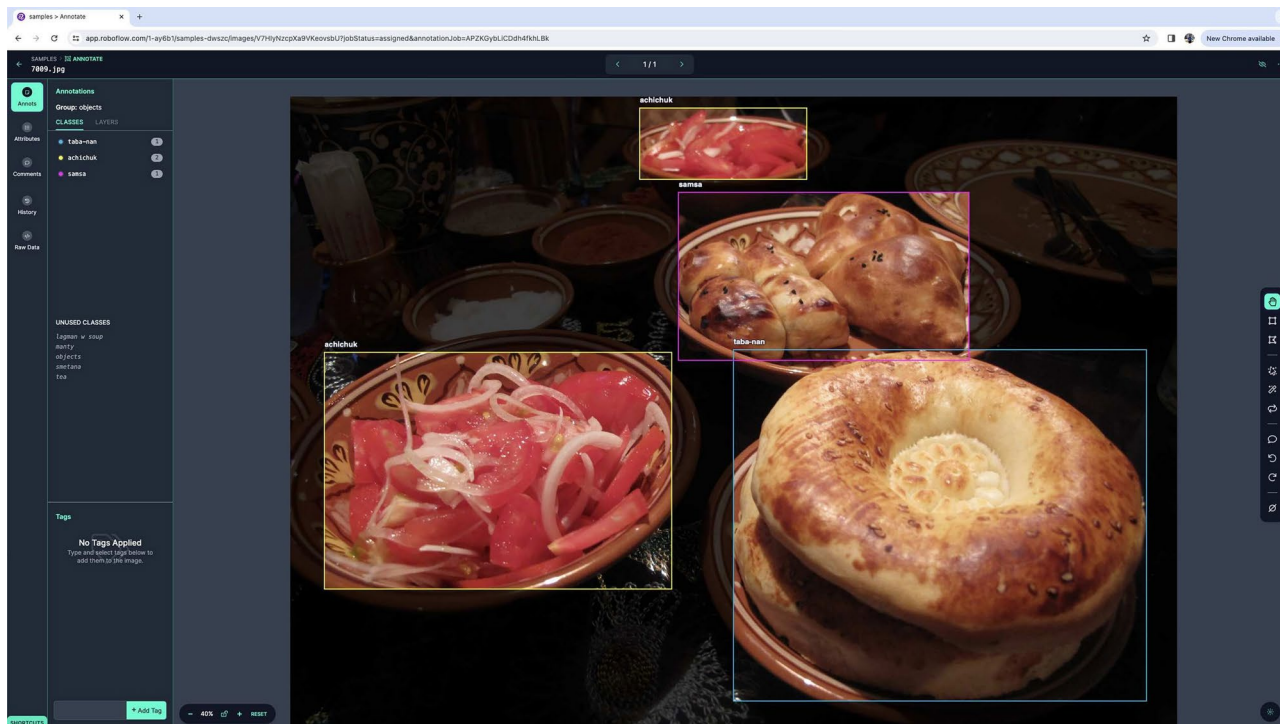 samples > Annotate
app.roboflow.com/1-ay6b1/samples-dwszc/images/V7HlyNzcpXa9VKeovsbU?jobStatus=assigned&annotationJob=APZKGybLiCDdh4fkhLBk
New Chrome available
SAMPLES > ANNOTATE
7009.jpg
1 / 1
Annots
Attributes
Comments
History
Raw Data
Annotations
Group: objects
CLASSES LAYERS
taba-nan 1
achichuk 2
samsa 1
UNUSED CLASSES
lagman w soup
manty
objects
smetana
tea
Tags
No Tags Applied
Type and select tags below to
add them to the image.
+ Add Tag
SHORTCUTS
achichuk
samsa
taba-nan
achichuk
− 40% + RESET